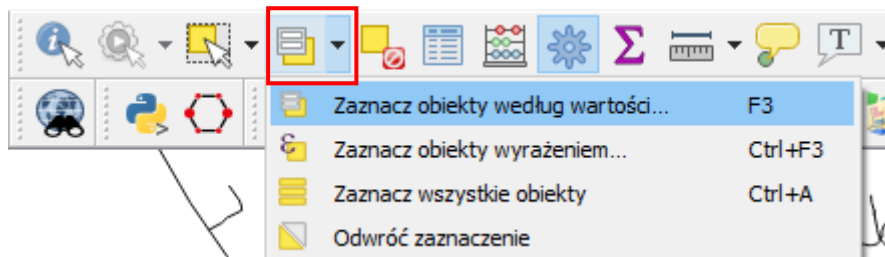 T
Zaznacz obiekty według wartości... F3
Zaznacz obiekty wyrażeniem... Ctrl+F3
Zaznacz wszystkie obiekty Ctrl+A
Odwróć zaznaczenie